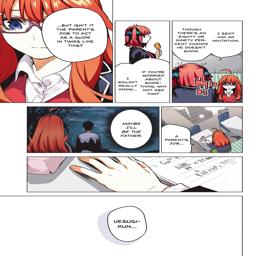 ...BUT ISN'T IT
THE PARENT'S
JOB TO ACT
AS A GUIDE
IN TIMES LIKE
THIS?
I SENT
HIM AN
INVITATION.
THOUGH
THERE'S AN
EIGHTY OR
NINETY PER-
CENT CHANCE
HE DOESN'T
SHOW.
IF YOU'RE
WORRIED
ABOUT
SOME-
THING, WHY
NOT ASK
HIM?
I
WOULDN'T
REALLY
KNOW...
A
PARENT'S
JOB...
MAYBE
I'LL
BE THE
FATHER.
UESUGI-
KUN...